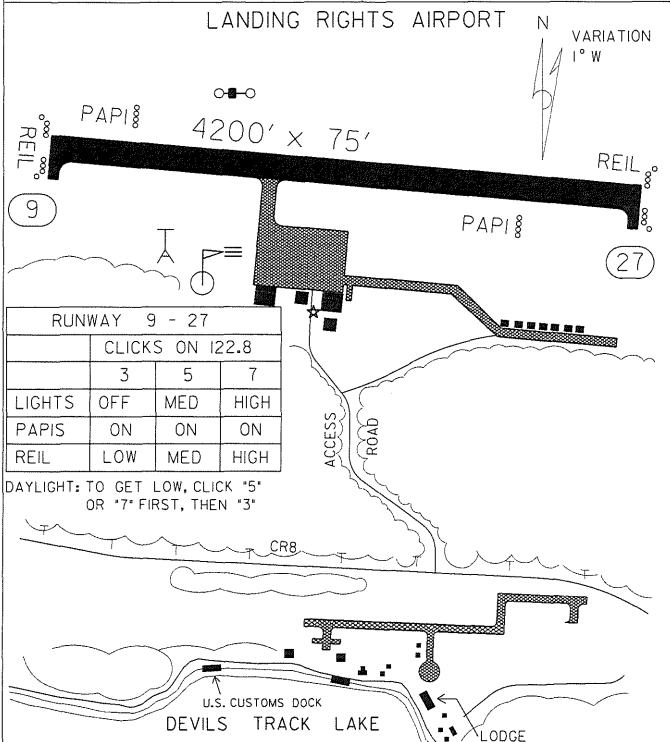 LANDING RIGHTS AIRPORT
N
VARIATION
1° W
PAPI
4200' x 75'
REIL
REIL
9
PAPI
27
RUNWAY 9 - 27
CLICKS ON 122.8
3 5 7
LIGHTS OFF MED HIGH
PAPIS ON ON ON
REIL LOW MED HIGH
DAYLIGHT: TO GET LOW, CLICK "5"
OR "7" FIRST, THEN "3"
ACCESS ROAD
CR8
U.S. CUSTOMS DOCK
DEVILS TRACK LAKE
LODGE